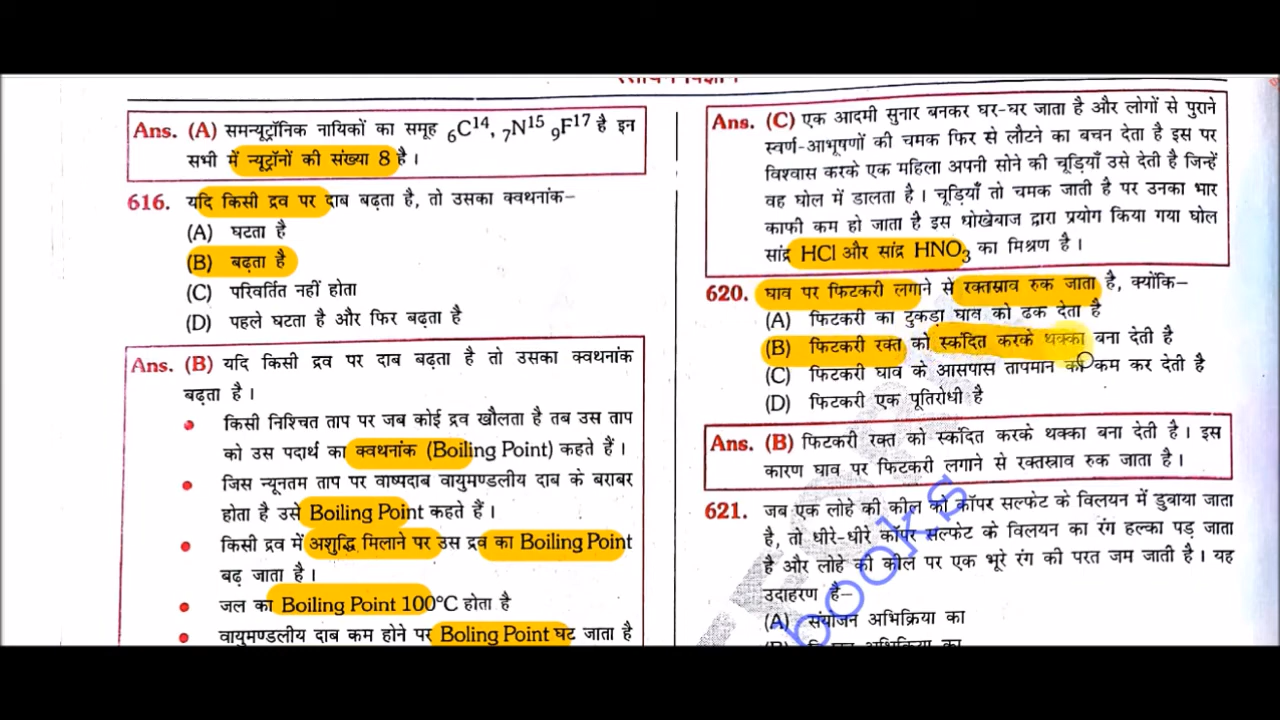 रसायन विज्ञान
Ans. (A) समन्यूट्रॉनिक नायिकों का समूह ₆C¹⁴, ₇N¹⁵ ₉F¹⁷ है इन
सभी में न्यूट्रॉनों की संख्या 8 है।
616. यदि किसी द्रव पर दाब बढ़ता है, तो उसका क्वथनांक–
(A) घटता है
(B) बढ़ता है
(C) परिवर्तित नहीं होता
(D) पहले घटता है और फिर बढ़ता है
Ans. (B) यदि किसी द्रव पर दाब बढ़ता है तो उसका क्वथनांक
बढ़ता है।
• किसी निश्चित ताप पर जब कोई द्रव खौलता है तब उस ताप
को उस पदार्थ का क्वथनांक (Boiling Point) कहते हैं।
• जिस न्यूनतम ताप पर वाष्पदाब वायुमण्डलीय दाब के बराबर
होता है उसे Boiling Point कहते हैं।
• किसी द्रव में अशुद्धि मिलाने पर उस द्रव का Boiling Point
बढ़ जाता है।
• जल का Boiling Point 100°C होता है
• वायुमण्डलीय दाब कम होने पर Boling Point घट जाता है
Ans. (C) एक आदमी सुनार बनकर घर-घर जाता है और लोगों से पुराने
स्वर्ण-आभूषणों की चमक फिर से लौटने का बचन देता है इस पर
विश्वास करके एक महिला अपनी सोने की चूड़ियाँ उसे देती है जिन्हें
वह घोल में डालता है। चूड़ियाँ तो चमक जाती है पर उनका भार
काफी कम हो जाता है इस धोखेबाज द्वारा प्रयोग किया गया घोल
सांद्र HCl और सांद्र HNO₃ का मिश्रण है।
620. घाव पर फिटकरी लगाने से रक्तस्राव रुक जाता है, क्योंकि–
(A) फिटकरी का टुकड़ा घाव को ढक देता है
(B) फिटकरी रक्त को स्कंदित करके थक्का बना देती है
(C) फिटकरी घाव के आसपास तापमान को कम कर देती है
(D) फिटकरी एक पूतिरोधी है
Ans. (B) फिटकरी रक्त को स्कंदित करके थक्का बना देती है। इस
कारण घाव पर फिटकरी लगाने से रक्तस्राव रुक जाता है।
621. जब एक लोहे की कील को कॉपर सल्फेट के विलयन में डुबाया जाता
है, तो धीरे-धीरे कॉपर सल्फेट के विलयन का रंग हल्का पड़ जाता
है और लोहे की कील पर एक भूरे रंग की परत जम जाती है। यह
उदाहरण है–
(A) संयोजन अभिक्रिया का
books